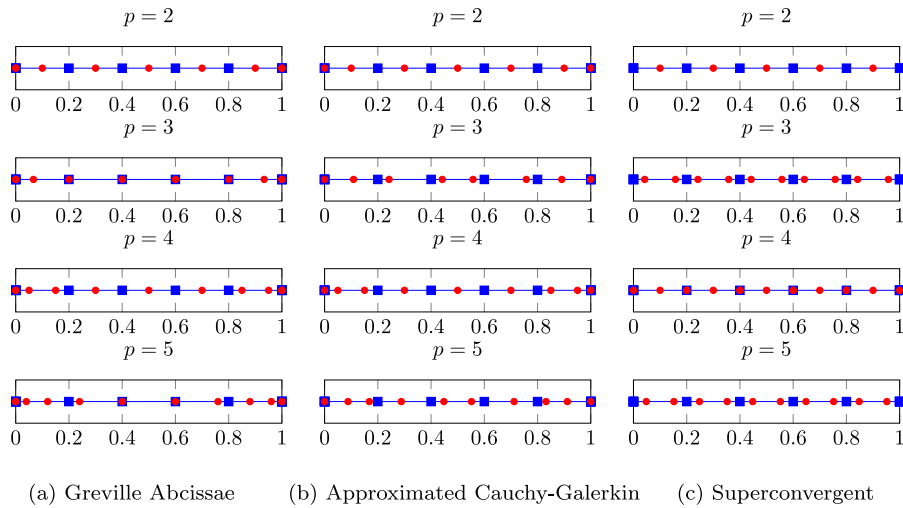 p = 2 p = 2 p = 2
0 0.2 0.4 0.6 0.8 1 0 0.2 0.4 0.6 0.8 1 0 0.2 0.4 0.6 0.8 1
p = 3 p = 3 p = 3
0 0.2 0.4 0.6 0.8 1 0 0.2 0.4 0.6 0.8 1 0 0.2 0.4 0.6 0.8 1
p = 4 p = 4 p = 4
0 0.2 0.4 0.6 0.8 1 0 0.2 0.4 0.6 0.8 1 0 0.2 0.4 0.6 0.8 1
p = 5 p = 5 p = 5
0 0.2 0.4 0.6 0.8 1 0 0.2 0.4 0.6 0.8 1 0 0.2 0.4 0.6 0.8 1
(a) Greville Abcissae (b) Approximated Cauchy-Galerkin (c) Superconvergent